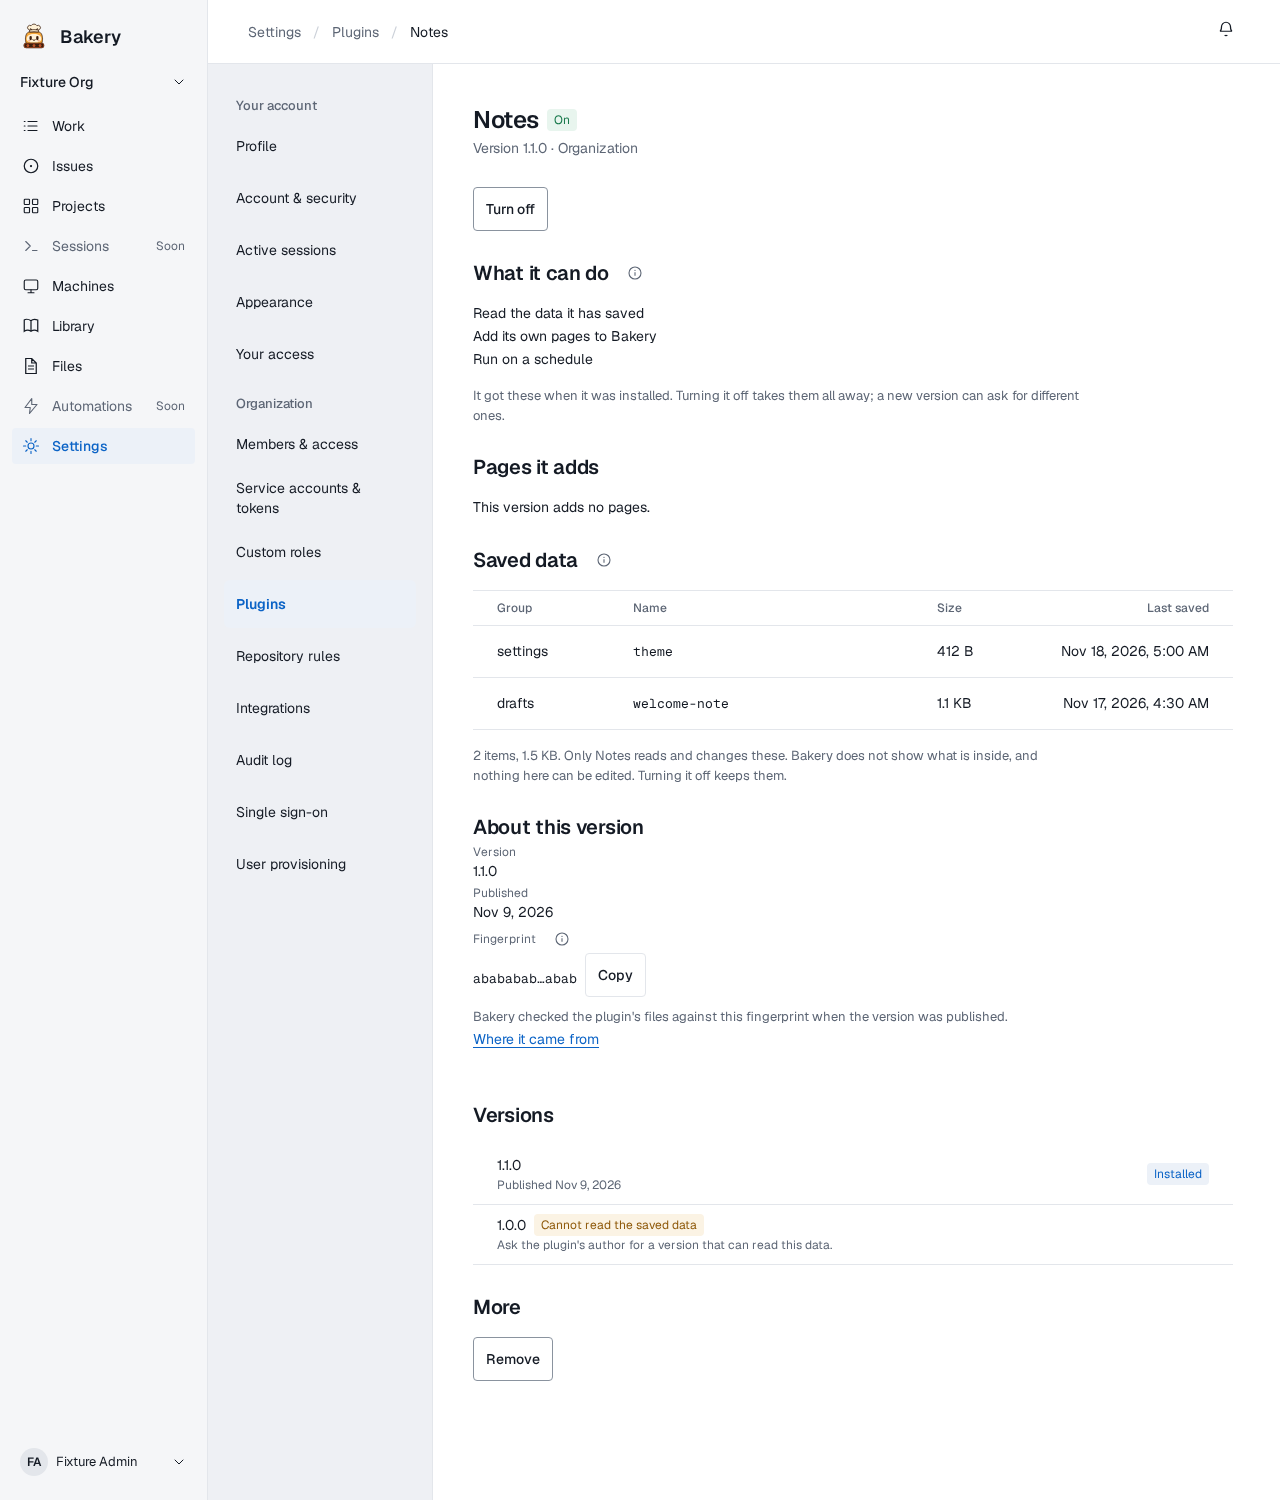 Bakery
Fixture Org
Work
Issues
Projects
Sessions Soon
Machines
Library
Files
Automations Soon
Settings
FA Fixture Admin
Settings / Plugins / Notes
Your account
Profile
Account & security
Active sessions
Appearance
Your access
Organization
Members & access
Service accounts &
tokens
Custom roles
Plugins
Repository rules
Integrations
Audit log
Single sign-on
User provisioning
Notes On
Version 1.1.0 · Organization
Turn off
What it can do
Read the data it has saved
Add its own pages to Bakery
Run on a schedule
It got these when it was installed. Turning it off takes them all away; a new version can ask for different
ones.
Pages it adds
This version adds no pages.
Saved data
Group Name Size Last saved
settings theme 412 B Nov 18, 2026, 5:00 AM
drafts welcome-note 1.1 KB Nov 17, 2026, 4:30 AM
2 items, 1.5 KB. Only Notes reads and changes these. Bakery does not show what is inside, and
nothing here can be edited. Turning it off keeps them.
About this version
Version
1.1.0
Published
Nov 9, 2026
Fingerprint
abababab…abab Copy
Bakery checked the plugin's files against this fingerprint when the version was published.
Where it came from
Versions
1.1.0
Published Nov 9, 2026
Installed
1.0.0 Cannot read the saved data
Ask the plugin's author for a version that can read this data.
More
Remove